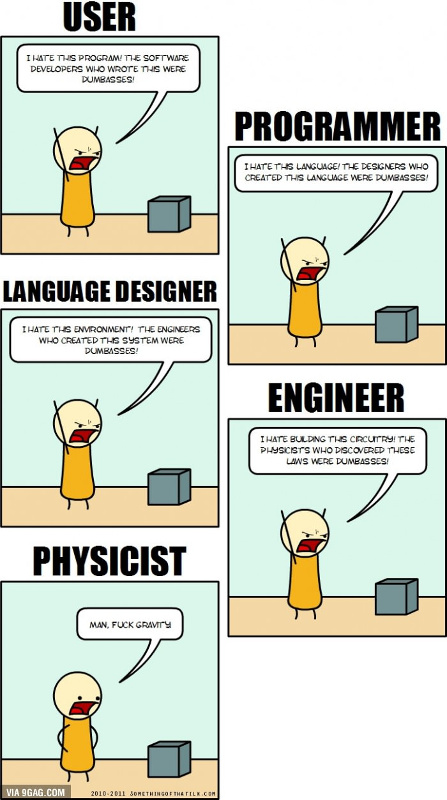 USER
I HATE THIS PROGRAM! THE SOFTWARE
DEVELOPERS WHO WROTE THIS WERE
DUMBASSES!
PROGRAMMER
I HATE THIS LANGUAGE! THE DESIGNERS WHO
CREATED THIS LANGUAGE WERE DUMBASSES!
LANGUAGE DESIGNER
I HATE THIS ENVIRONMENT! THE ENGINEERS
WHO CREATED THIS SYSTEM WERE
DUMBASSES!
ENGINEER
I HATE BUILDING THIS CIRCUITRY! THE
PHYSICISTS WHO DISCOVERED THESE
LAWS WERE DUMBASSES!
PHYSICIST
MAN, FUCK GRAVITY!
VIA 9GAG.COM
2010-2011 SOMETHINGOFTHATILK.COM